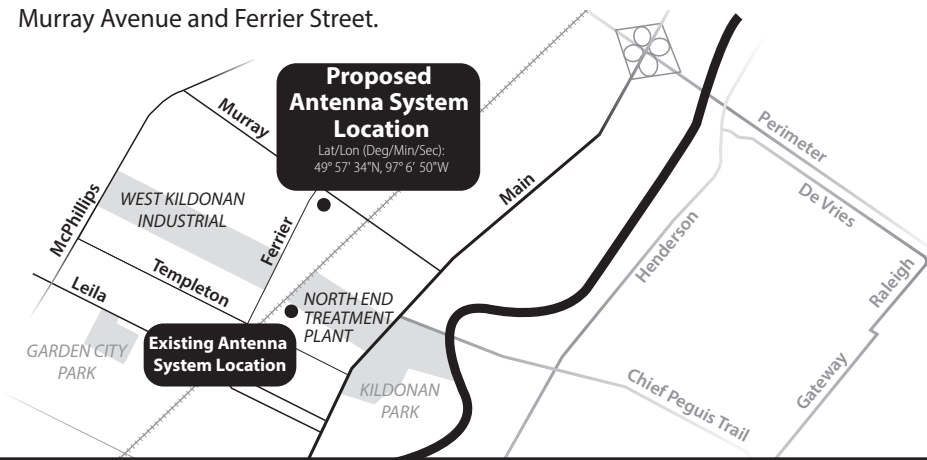 Murray Avenue and Ferrier Street.
Proposed
Antenna System
Location
Lat/Lon (Deg/Min/Sec):
49° 57' 34"N, 97° 6' 50"W
Murray
Perimeter
De Vries
Main
McPhillips
WEST KILDONAN
INDUSTRIAL
Ferrier
Henderson
Raleigh
Templeton
Leila
NORTH END
TREATMENT
PLANT
Existing Antenna
System Location
GARDEN CITY
PARK
KILDONAN
PARK
Chief Peguis Trail
Gateway